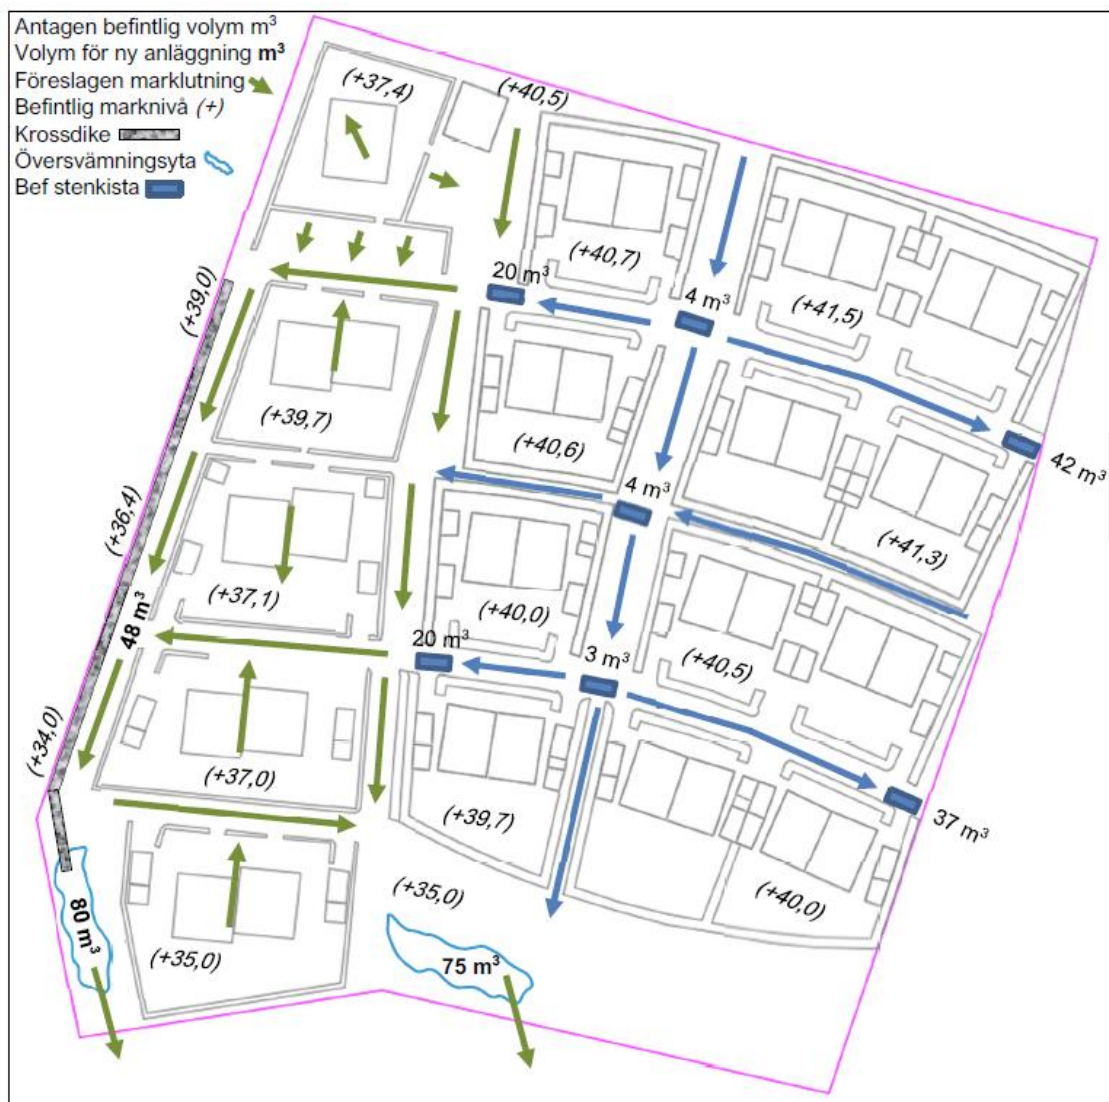 Antagen befintlig volym m³
Volym för ny anläggning m³
Föreslagen marklutning
Befintlig marknivå (+)
Krossdike
Översvämningsyta
Bef stenkista
(+37,4)
(+40,5)
(+40,7)
20 m³
4 m³
(+41,5)
(+39,0)
(+39,7)
(+40,6)
42 m³
4 m³
(+36,4)
(+41,3)
(+37,1)
(+40,0)
48 m³
20 m³
3 m³
(+40,5)
(+34,0)
(+37,0)
(+39,7)
37 m³
(+35,0)
(+40,0)
80 m³
(+35,0)
75 m³